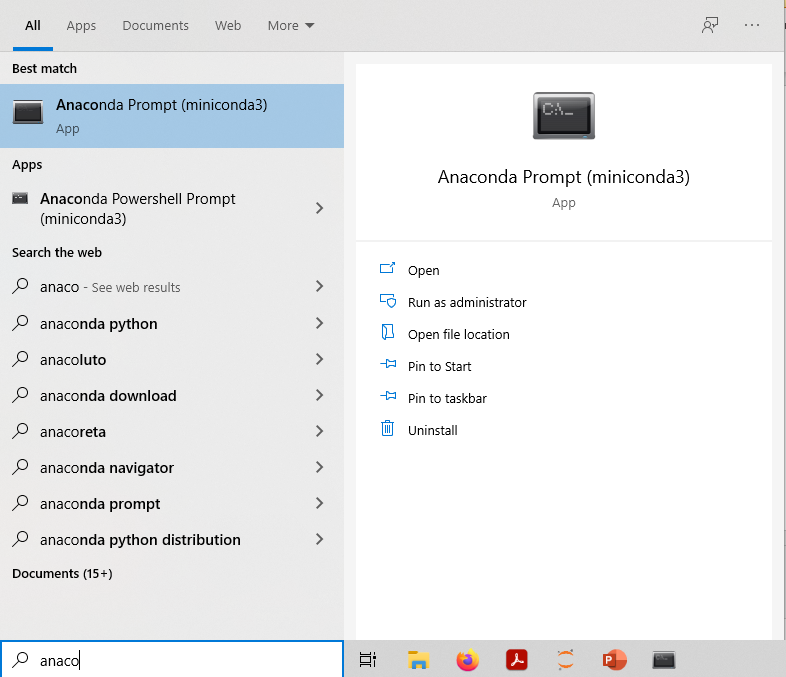 All Apps Documents Web More
Best match
Anaconda Prompt (miniconda3)
App
Apps
Anaconda Powershell Prompt
(miniconda3)
Search the web
anaco - See web results
anaconda python
anacoluto
anaconda download
anacoreta
anaconda navigator
anaconda prompt
anaconda python distribution
Documents (15+)
anaco
C:\_
Anaconda Prompt (miniconda3)
App
Open
Run as administrator
Open file location
Pin to Start
Pin to taskbar
Uninstall
P